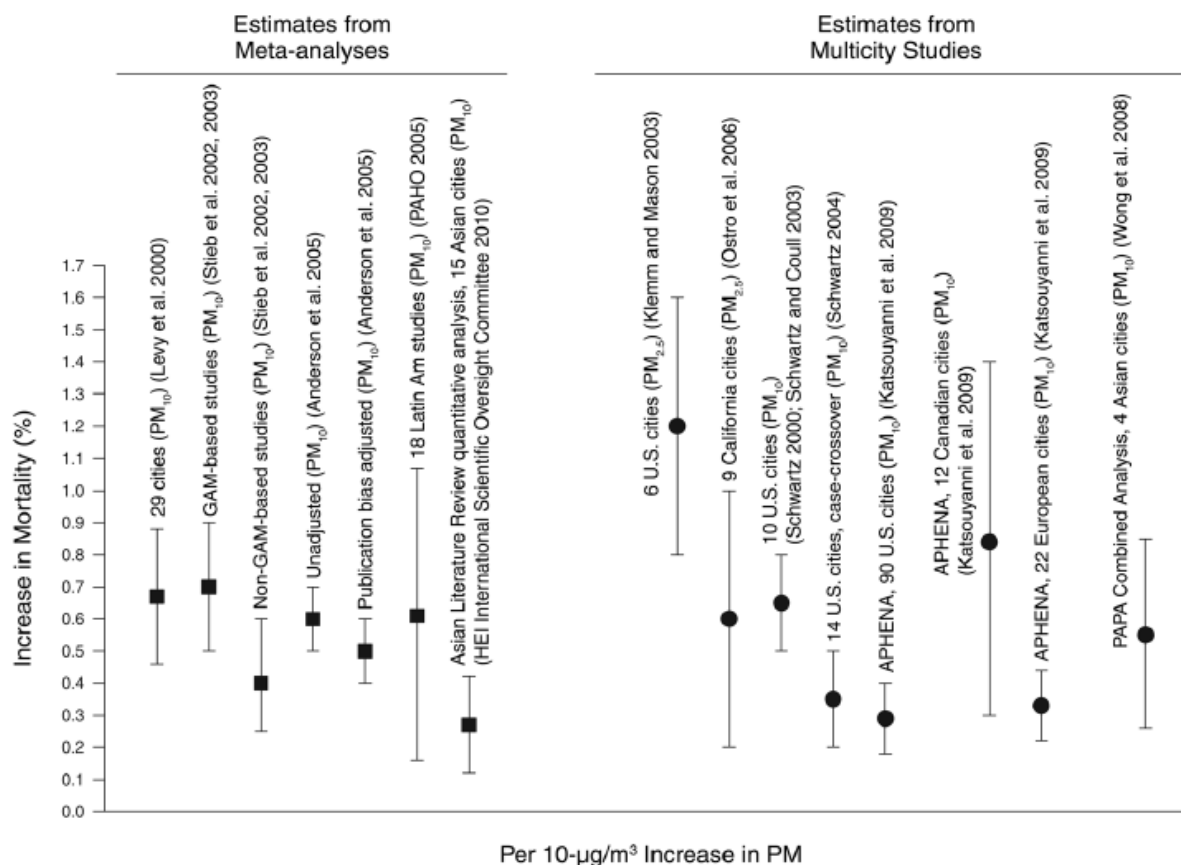 Estimates from
Meta-analyses
Estimates from
Multicity Studies
Increase in Mortality (%)
1.7
1.6
1.5
1.4
1.3
1.2
1.1
1.0
0.9
0.8
0.7
0.6
0.5
0.4
0.3
0.2
0.1
0.0
29 cities (PM₁₀) (Levy et al. 2000)
GAM-based studies (PM₁₀) (Stieb et al. 2002, 2003)
Non-GAM-based studies (PM₁₀) (Stieb et al. 2002, 2003)
Unadjusted (PM₁₀) (Anderson et al. 2005)
Publication bias adjusted (PM₁₀) (Anderson et al. 2005)
18 Latin Am studies (PM₁₀) (PAHO 2005)
Asian Literature Review quantitative analysis, 15 Asian cities (PM₁₀)
(HEI International Scientific Oversight Committee 2010)
6 U.S. cities (PM₂.₅) (Klemm and Mason 2003)
9 California cities (PM₂.₅) (Ostro et al. 2006)
10 U.S. cities (PM₁₀)
(Schwartz 2000; Schwartz and Coull 2003)
14 U.S. cities, case-crossover (PM₁₀) (Schwartz 2004)
APHENA, 90 U.S. cities (PM₁₀) (Katsouyanni et al. 2009)
APHENA, 12 Canadian cities (PM₁₀)
(Katsouyanni et al. 2009)
APHENA, 22 European cities (PM₁₀) (Katsouyanni et al. 2009)
PAPA Combined Analysis, 4 Asian cities (PM₁₀) (Wong et al. 2008)
Per 10-µg/m³ Increase in PM